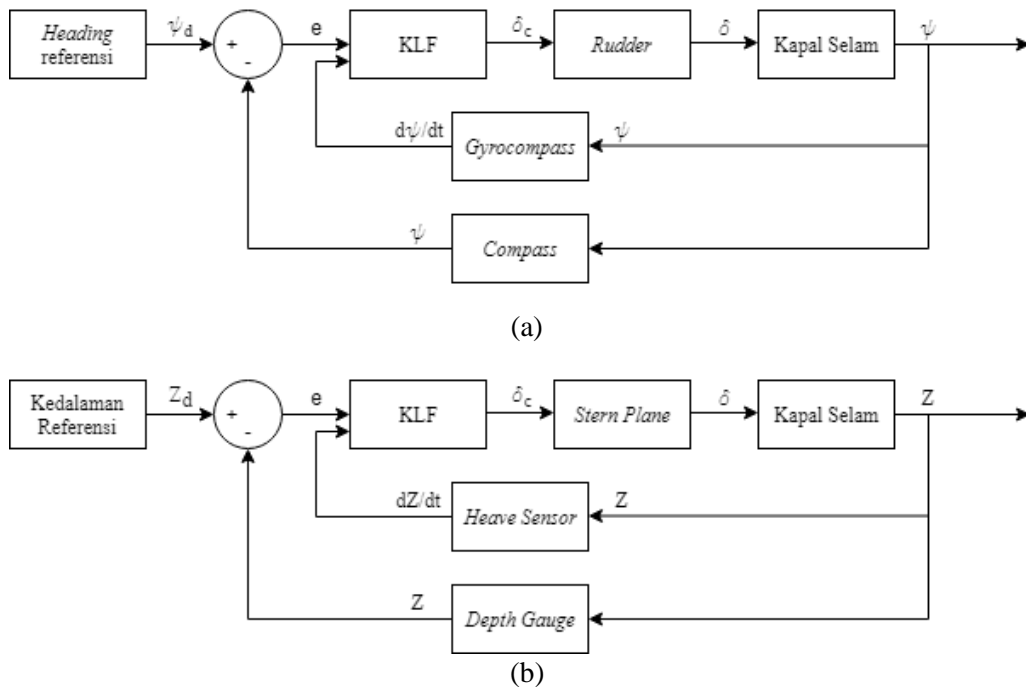 Heading
referensi
ψd
+
-
e
KLF
δc
Rudder
δ
Kapal Selam
ψ
dψ/dt
Gyrocompass
ψ
ψ
Compass
(a)
Kedalaman
Referensi
Zd
+
-
e
KLF
δc
Stern Plane
δ
Kapal Selam
Z
dZ/dt
Heave Sensor
Z
Z
Depth Gauge
(b)